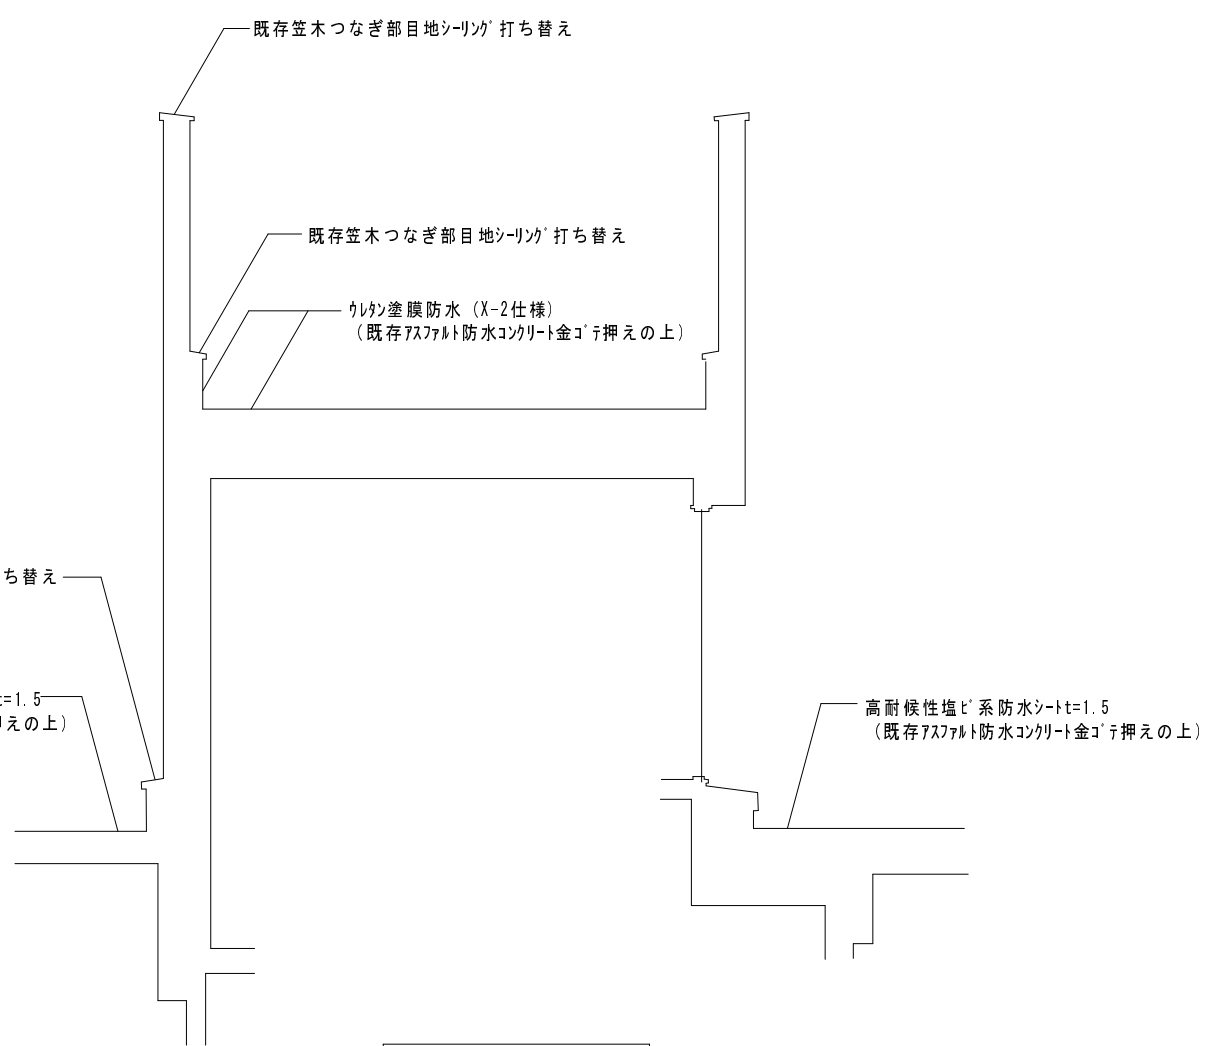 既存笠木つなぎ部目地ｼｰﾘﾝｸﾞ打ち替え
既存笠木つなぎ部目地ｼｰﾘﾝｸﾞ打ち替え
ｳﾚﾀﾝ塗膜防水（X-2仕様）
（既存ｱｽﾌｧﾙﾄ防水ｺﾝｸﾘｰﾄ金ｺﾞﾃ押えの上）
ち替え
t=1.5
押えの上）
高耐候性塩ﾋﾞ系防水ｼｰﾄt=1.5
（既存ｱｽﾌｧﾙﾄ防水ｺﾝｸﾘｰﾄ金ｺﾞﾃ押えの上）